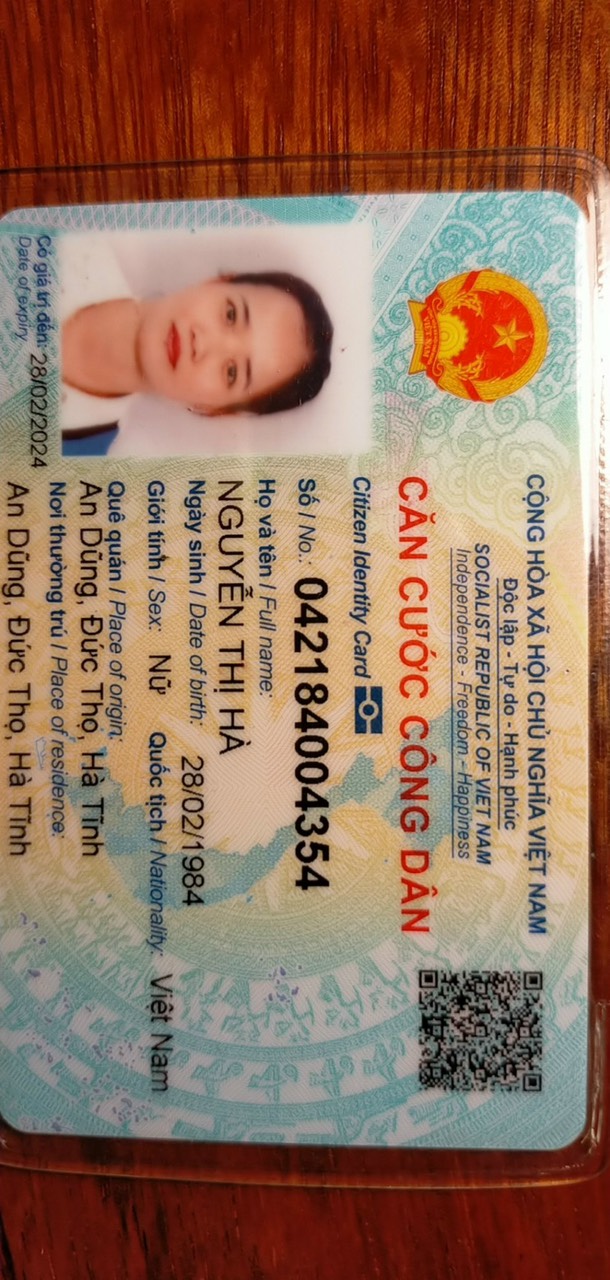 CỘNG HÒA XÃ HỘI CHỦ NGHĨA VIỆT NAM
Độc lập - Tự do - Hạnh phúc
SOCIALIST REPUBLIC OF VIET NAM
Independence - Freedom - Happiness
CĂN CƯỚC CÔNG DÂN
Citizen Identity Card
Số / No.: 042184004354
Họ và tên / Full name:
NGUYỄN THỊ HÀ
Ngày sinh / Date of birth: 28/02/1984
Giới tính / Sex: Nữ Quốc tịch / Nationality: Việt Nam
Quê quán / Place of origin:
An Dũng, Đức Thọ, Hà Tĩnh
Nơi thường trú / Place of residence:
An Dũng, Đức Thọ, Hà Tĩnh
Có giá trị đến: 28/02/2024
Date of expiry
VIỆT NAM